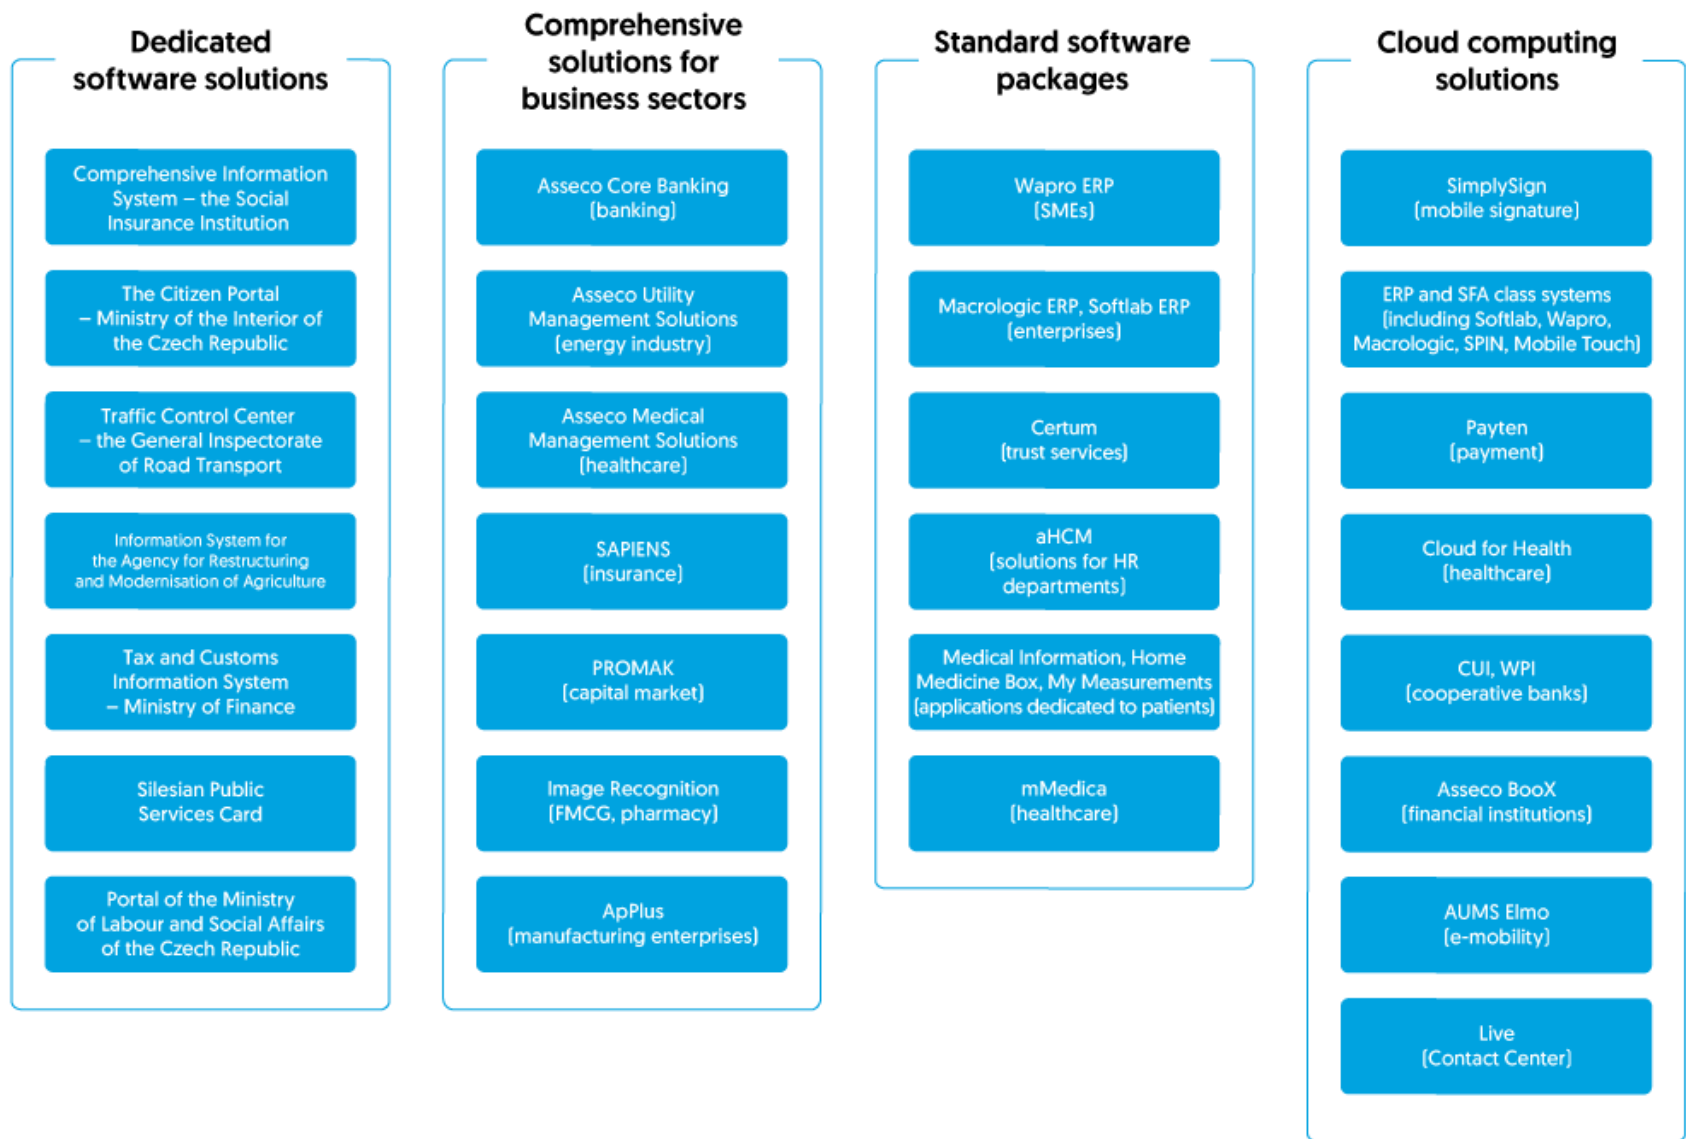 Dedicated
software solutions
Comprehensive Information
System – the Social
Insurance Institution
The Citizen Portal
– Ministry of the Interior of
the Czech Republic
Traffic Control Center
– the General Inspectorate
of Road Transport
Information System for
the Agency for Restructuring
and Modernisation of Agriculture
Tax and Customs
Information System
– Ministry of Finance
Silesian Public
Services Card
Portal of the Ministry
of Labour and Social Affairs
of the Czech Republic
Comprehensive
solutions for
business sectors
Asseco Core Banking
(banking)
Asseco Utility
Management Solutions
(energy industry)
Asseco Medical
Management Solutions
(healthcare)
SAPIENS
(insurance)
PROMAK
(capital market)
Image Recognition
(FMCG, pharmacy)
ApPlus
(manufacturing enterprises)
Standard software
packages
Wapro ERP
(SMEs)
Macrologic ERP, Softlab ERP
(enterprises)
Certum
(trust services)
aHCM
(solutions for HR
departments)
Medical Information, Home
Medicine Box, My Measurements
(applications dedicated to patients)
mMedica
(healthcare)
Cloud computing
solutions
SimplySign
(mobile signature)
ERP and SFA class systems
(including Softlab, Wapro,
Macrologic, SPIN, Mobile Touch)
Payten
(payment)
Cloud for Health
(healthcare)
CUI, WPI
(cooperative banks)
Asseco BooX
(financial institutions)
AUMS Elmo
(e-mobility)
Live
(Contact Center)